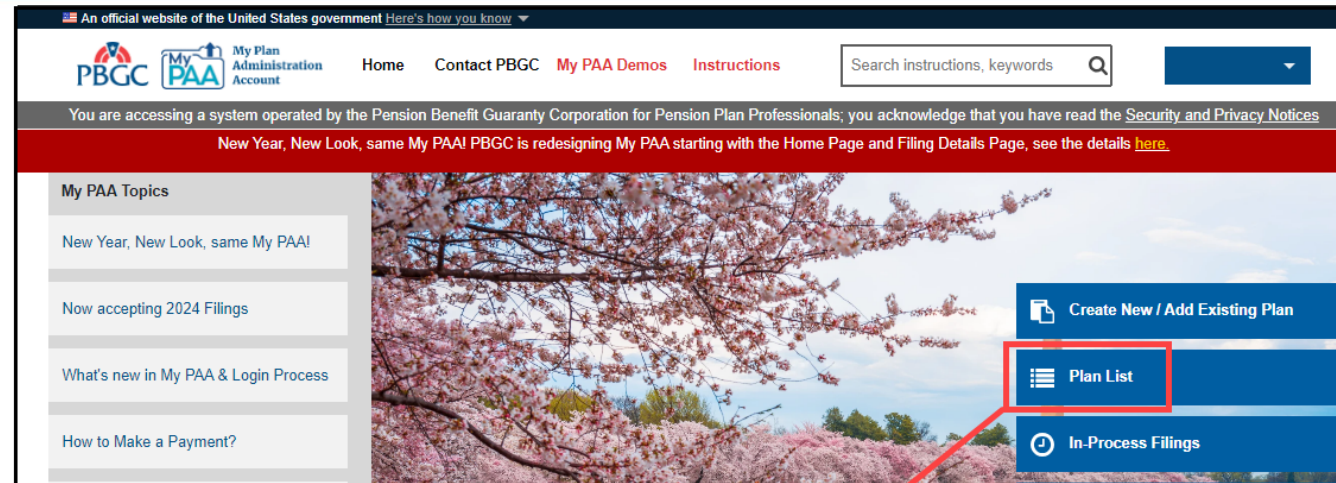 An official website of the United States government Here's how you know
PBGC
My PAA
My Plan
Administration
Account
Home
Contact PBGC
My PAA Demos
Instructions
Search instructions, keywords
You are accessing a system operated by the Pension Benefit Guaranty Corporation for Pension Plan Professionals; you acknowledge that you have read the Security and Privacy Notices
New Year, New Look, same My PAA! PBGC is redesigning My PAA starting with the Home Page and Filing Details Page, see the details here.
My PAA Topics
New Year, New Look, same My PAA!
Now accepting 2024 Filings
What's new in My PAA & Login Process
How to Make a Payment?
Create New / Add Existing Plan
Plan List
In-Process Filings